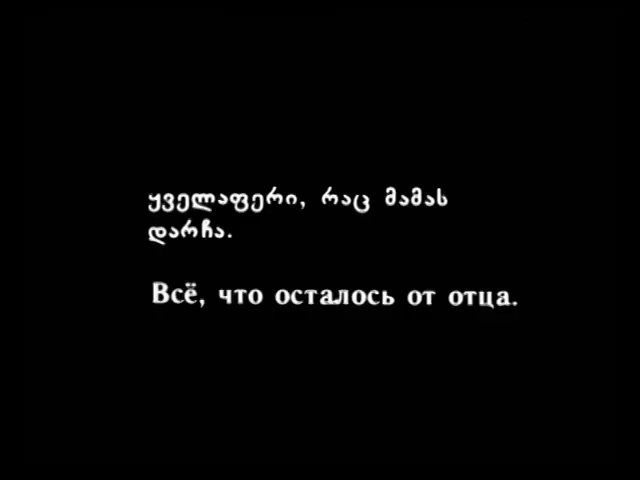 ყველაფერი, რაც მამას
დარჩა.
Всё, что осталось от отца.